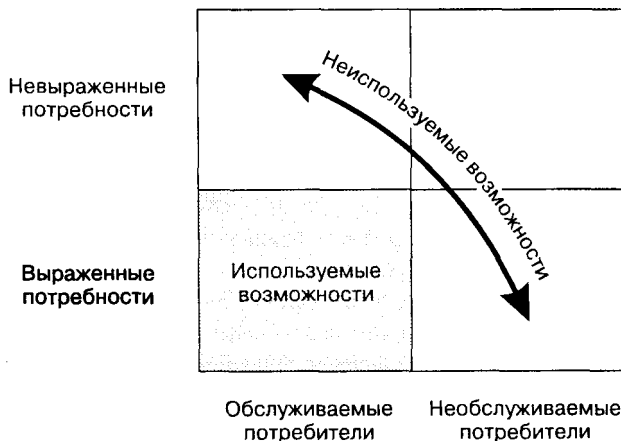 Невыраженные
потребности
Неиспользуемые возможности
Выраженные
потребности
Используемые
возможности
Обслуживаемые
потребители
Необслуживаемые
потребители